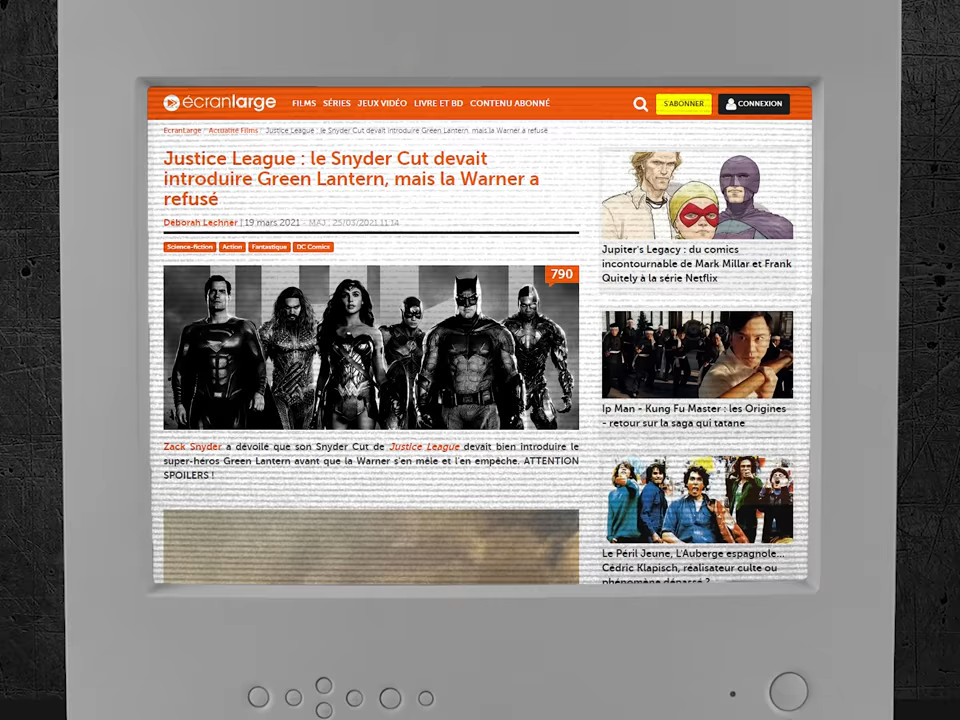 écranlarge
FILMS SÉRIES JEUX VIDÉO LIVRE ET BD CONTENU ABONNÉ
S'ABONNER
CONNEXION
EcranLarge / Actualité Films / Justice League : le Snyder Cut devait introduire Green Lantern, mais la Warner a refusé
Justice League : le Snyder Cut devait
introduire Green Lantern, mais la Warner a
refusé
Déborah Lechner | 19 mars 2021 - MAJ : 25/03/2021 11:14
Science-fiction Action Fantastique DC Comics
790
Zack Snyder a dévoilé que son Snyder Cut de Justice League devait bien introduire le
super-héros Green Lantern avant que la Warner s'en mêle et l'en empêche. ATTENTION
SPOILERS !
Jupiter's Legacy : du comics
incontournable de Mark Millar et Frank
Quitely à la série Netflix
Ip Man - Kung Fu Master : les Origines
- retour sur la saga qui tatane
Le Péril Jeune, L'Auberge espagnole...
Cédric Klapisch, réalisateur culte ou
phénomène dépassé ?